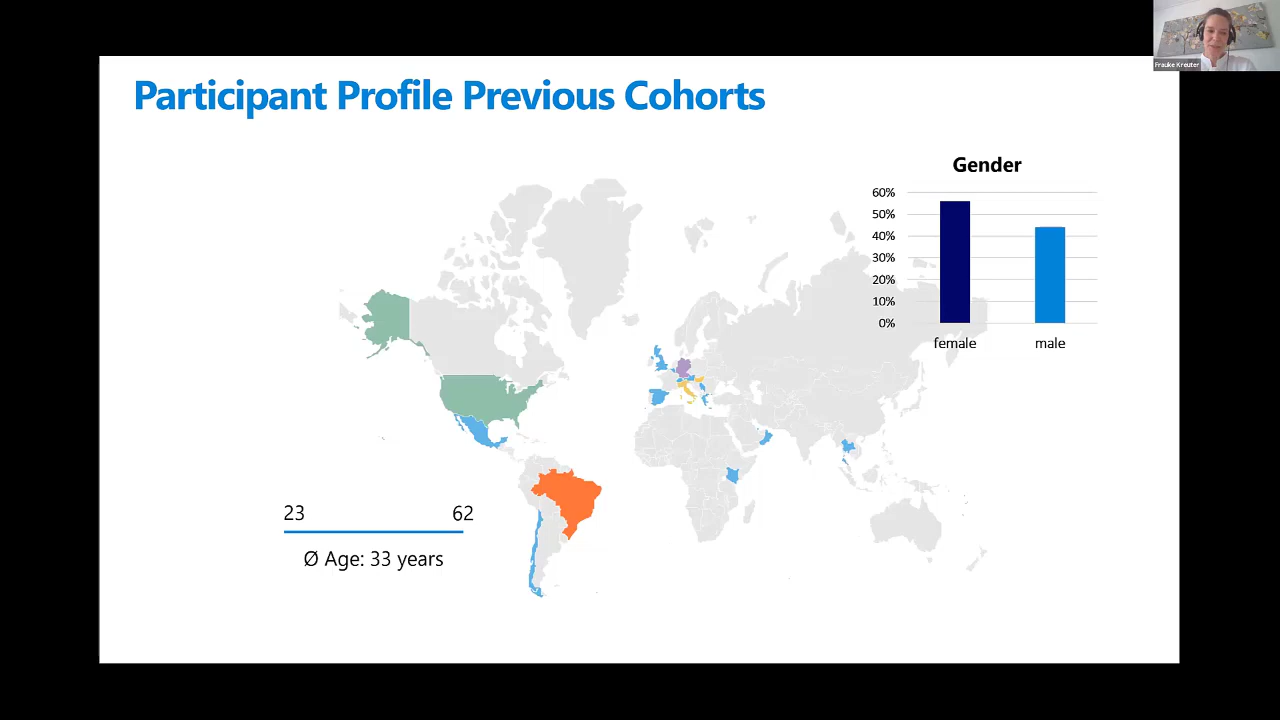 Frauke Kreuter
Participant Profile Previous Cohorts
Gender
60%
50%
40%
30%
20%
10%
0%
female male
23 62
Ø Age: 33 years